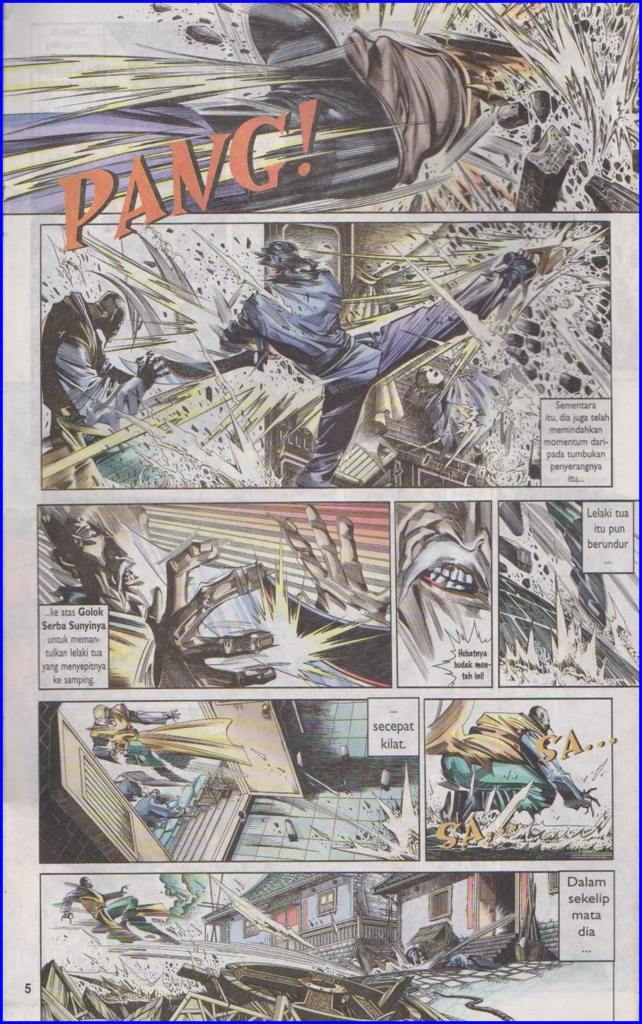 PANG!
Sementara
itu, dia juga telah
memindahkan
momentum dari-
pada tumbukan
penyerangnya
itu...
Lelaki tua
itu pun
berundur
...
...ke atas Golok
Serba Sunyinya
untuk meman-
tulkan lelaki tua
yang menyepitnya
ke samping.
Hebatnya
budak men-
tah ini!
...
secepat
kilat.
SA...
SA...
Dalam
sekelip
mata
dia
...
5